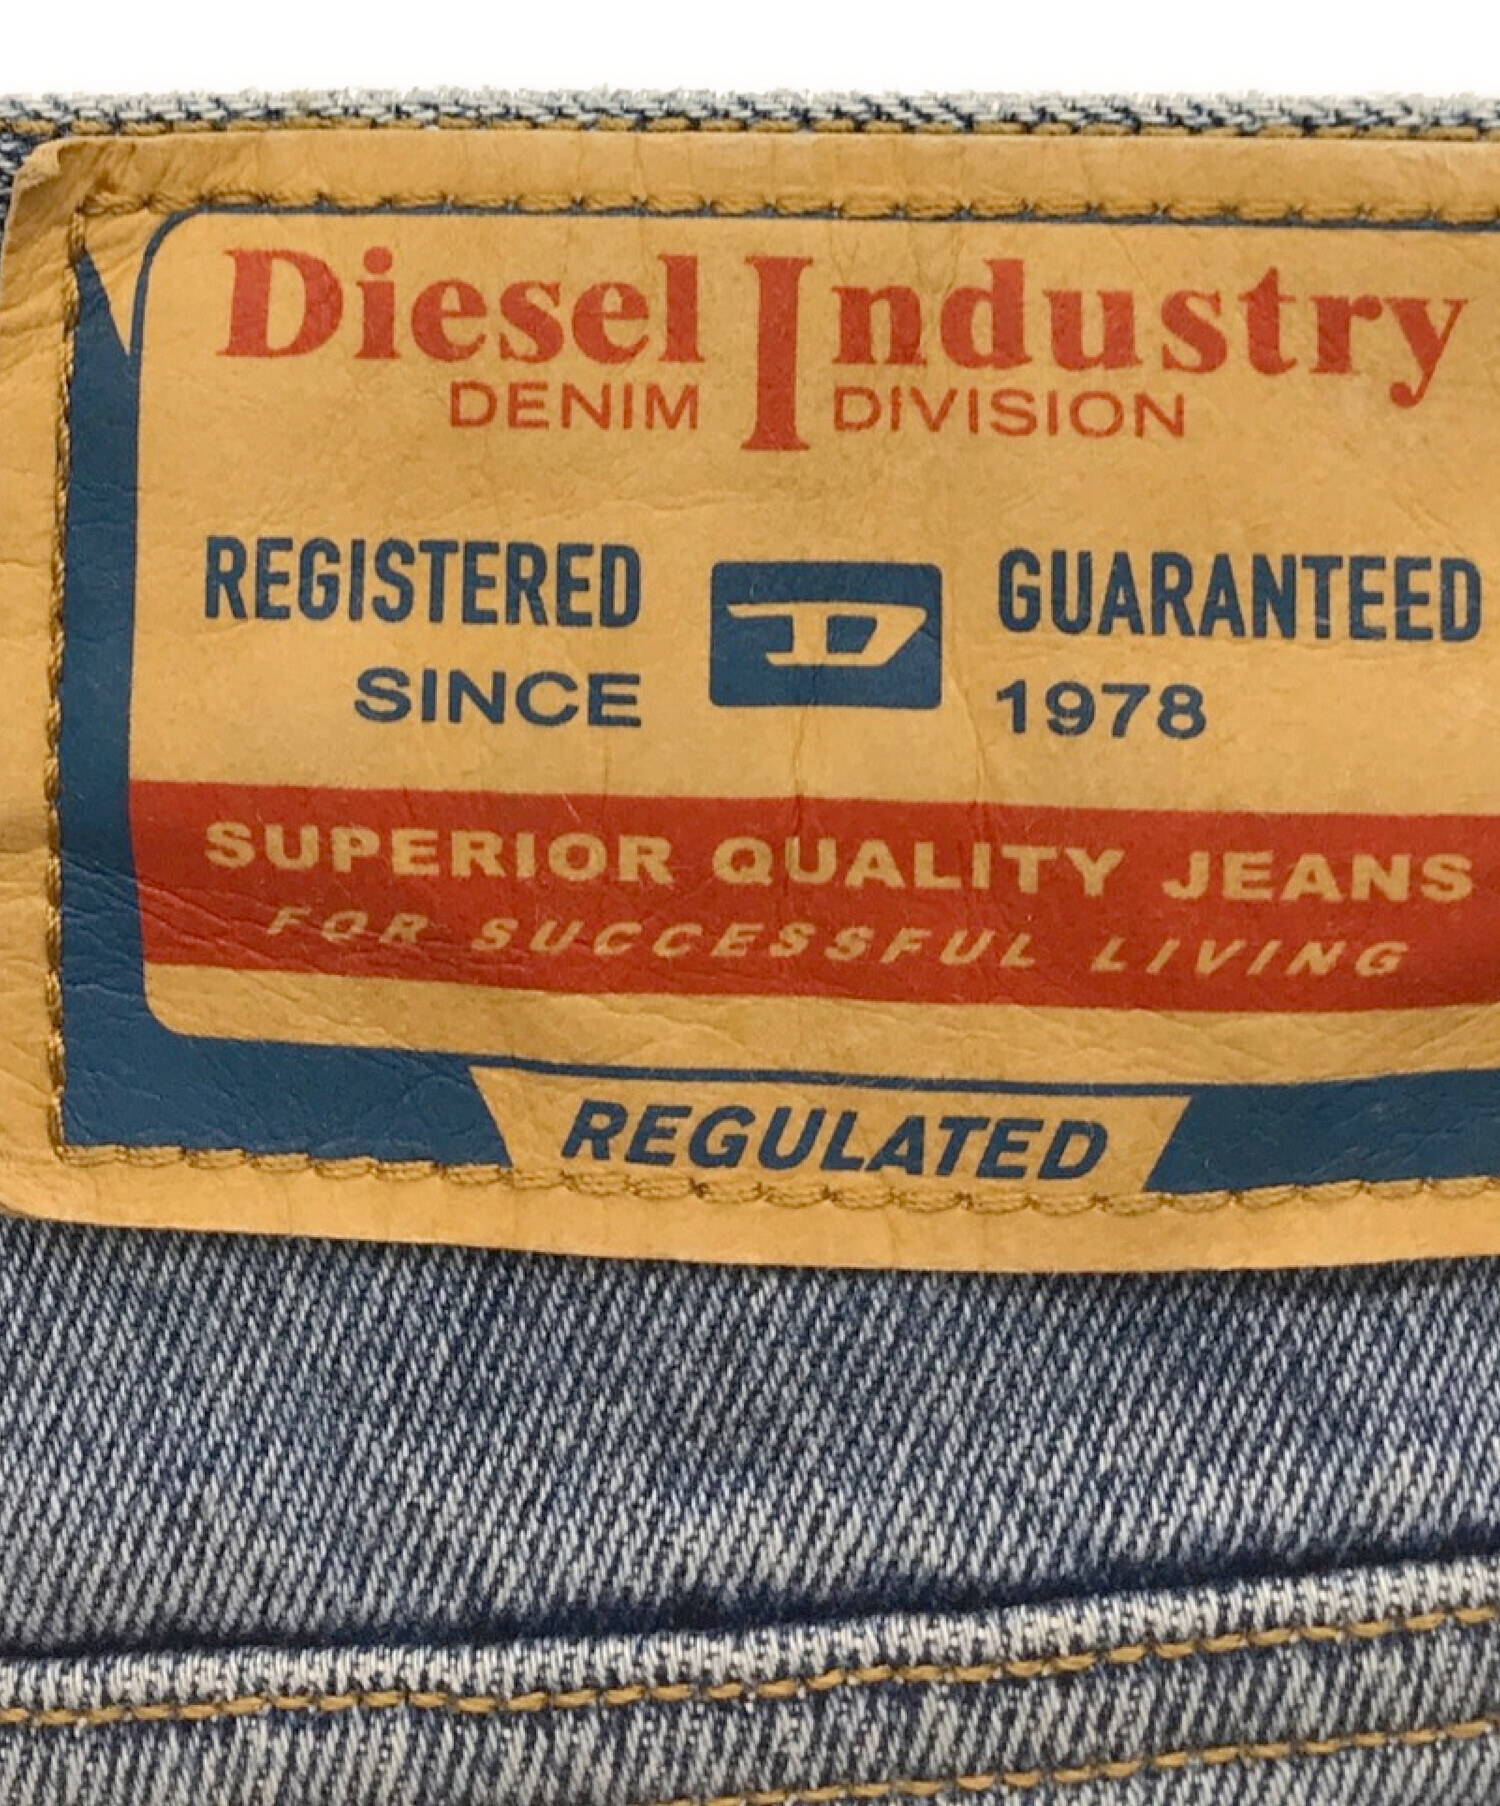 Diesel Industry
DENIM DIVISION
REGISTERED D GUARANTEED
SINCE 1978
SUPERIOR QUALITY JEANS
FOR SUCCESSFUL LIVING
REGULATED